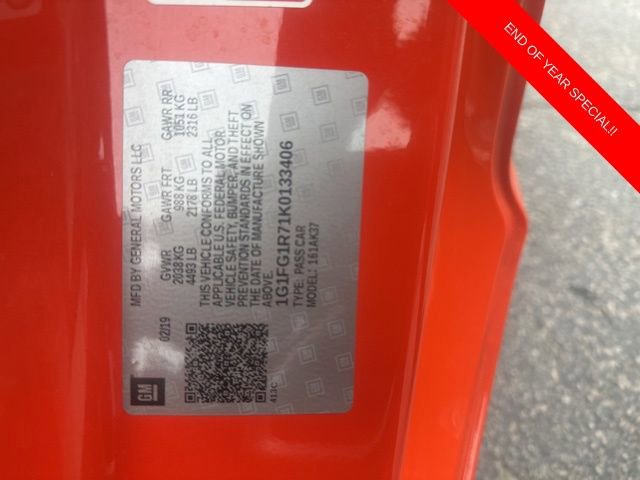 END OF YEAR SPECIAL!!
MFD BY GENERAL MOTORS LLC
GVWR GAWR FRT GAWR RR
2038 KG 988 KG 1051 KG
4493 LB 2178 LB 2316 LB
THIS VEHICLE CONFORMS TO ALL
APPLICABLE U.S. FEDERAL MOTOR
VEHICLE SAFETY, BUMPER, AND THEFT
PREVENTION STANDARDS IN EFFECT ON
THE DATE OF MANUFACTURE SHOWN
ABOVE.
1G1FG1R71K0133406
TYPE: PASS CAR
MODEL: 161AK37
02/19
GM
413C